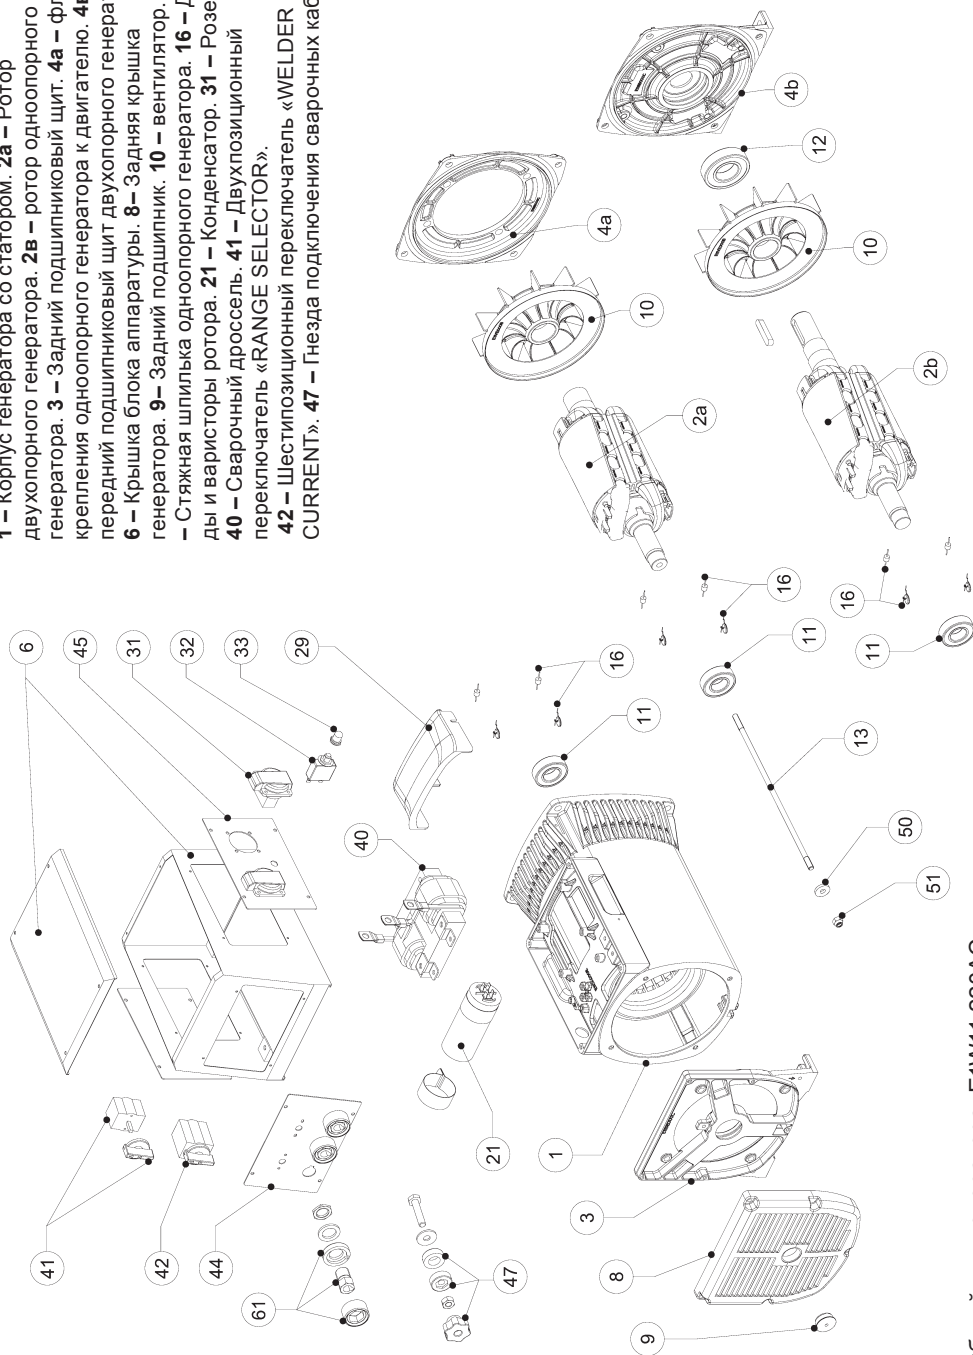 1 – Корпус генератора со статором. 2а – Ротор
двухопорного генератора. 2в – ротор одноопорного
генератора. 3 – Задний подшипниковый щит. 4а –
крепления одноопорного генератора к двигателю.
передний подшипниковый щит двухопорного
6 – Крышка блока аппаратуры. 8– Задняя крышка
генератора. 9– Задний подшипник. 10 – вентилятор.
– Стяжная шпилька одноопорного генератора. 16 –
ды и варисторы ротора. 21 – Конденсатор. 31 –
40 – Сварочный дроссель. 41 – Двухпозиционный
переключатель «RANGE SELECTOR».
42 – Шестипозиционный переключатель «WELDER
CURRENT». 47 – Гнезда подключения сварочных
6
45
31
32
33
29
16
11
40
41
42
44
61
47
21
1
3
8
9
4a
10
2a
16
11
13
50
51
4b
12
10
2b
16
11